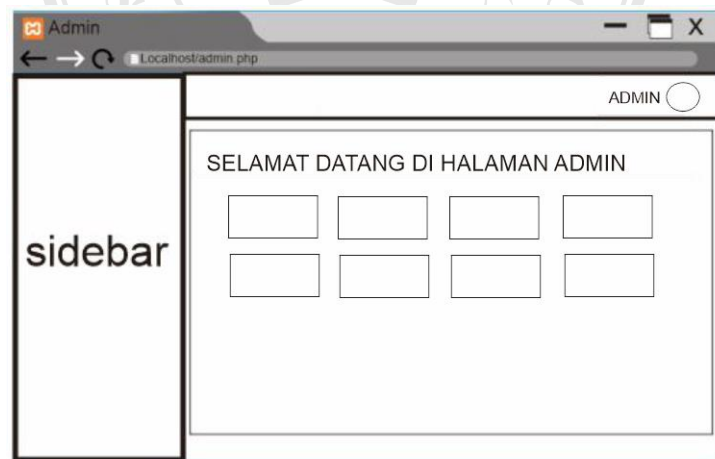 Admin
X
Localhost/admin.php
ADMIN
SELAMAT DATANG DI HALAMAN ADMIN
sidebar